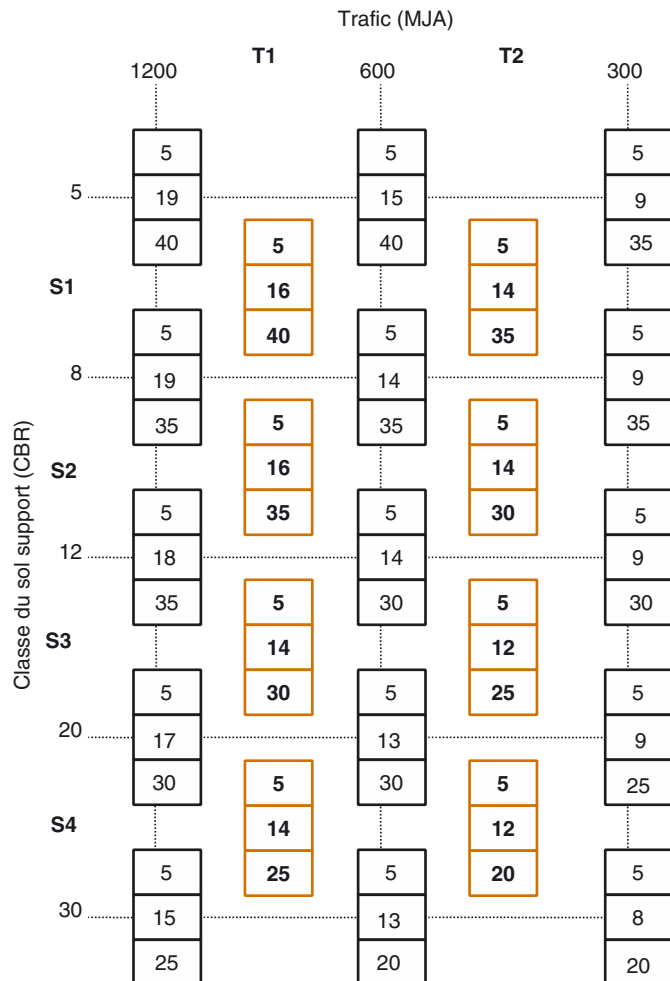 Trafic (MJA)
T1 T2
1200 600 300
5 5 5
5 19 15 9
40 5 40 5 35
S1 16 14
5 40 5 35 5
8 19 14 9
35 5 35 5 35
S2 16 14
5 35 5 30 5
12 18 14 9
35 5 30 5 30
S3 14 12
5 30 5 25 5
20 17 13 9
30 5 30 5 25
S4 14 12
5 25 5 20 5
30 15 13 8
25 20 20
Classe du sol support (CBR)